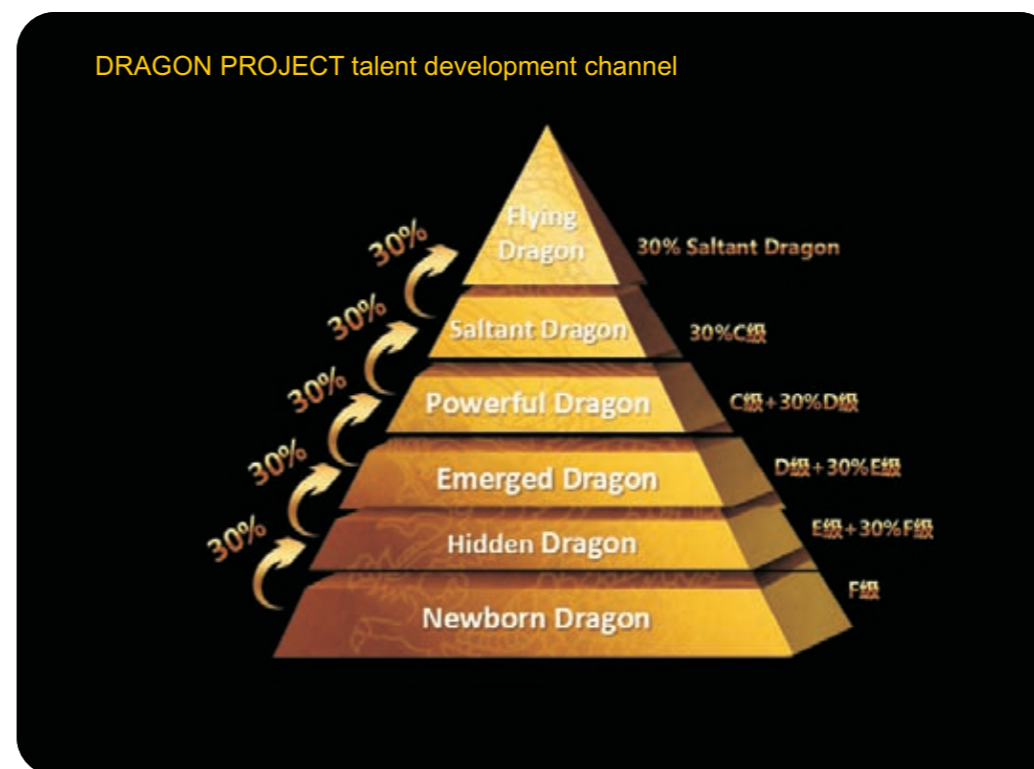 DRAGON PROJECT talent development channel
Flying
Dragon
30% Saltant Dragon
30%
Saltant Dragon
30%C级
30%
Powerful Dragon
C级+30%D级
30%
Emerged Dragon
D级+30%E级
30%
Hidden Dragon
E级+30%F级
30%
Newborn Dragon
F级